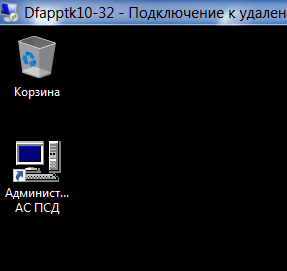 Dfapptk10-32 - Подключение к удален
Корзина
Админист...
АС ПСД